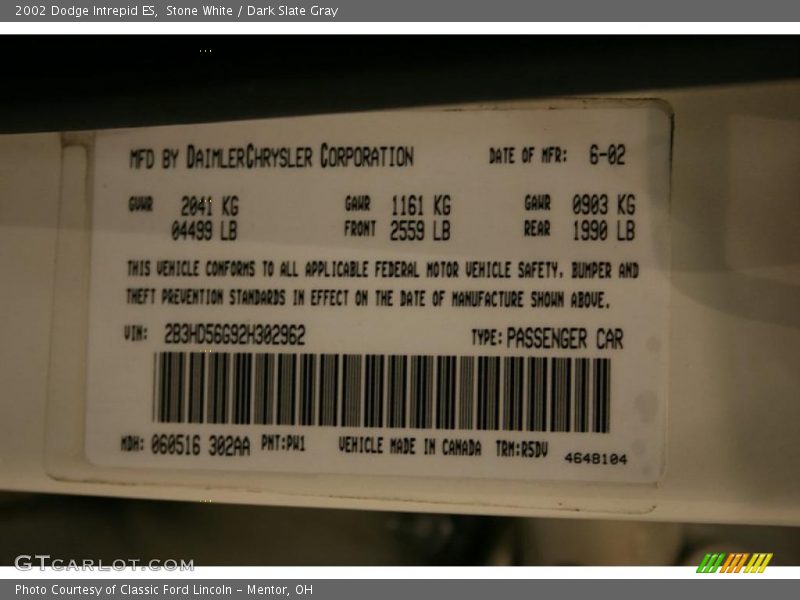 2002 Dodge Intrepid ES,  Stone White / Dark Slate Gray
MFD BY DAIMLERCHRYSLER CORPORATION DATE OF MFR: 6-02
GVWR 2041 KG GAWR 1161 KG GAWR 0903 KG
04499 LB FRONT 2559 LB REAR 1990 LB
THIS VEHICLE CONFORMS TO ALL APPLICABLE FEDERAL MOTOR VEHICLE SAFETY, BUMPER AND
THEFT PREVENTION STANDARDS IN EFFECT ON THE DATE OF MANUFACTURE SHOWN ABOVE.
VIN: 2B3HD56G92H302962 TYPE: PASSENGER CAR
MDH: 060516 302AA PNT:PW1 VEHICLE MADE IN CANADA TRM:R5DV 4648104
GTCARLOT.COM
Photo Courtesy of Classic Ford Lincoln - Mentor, OH